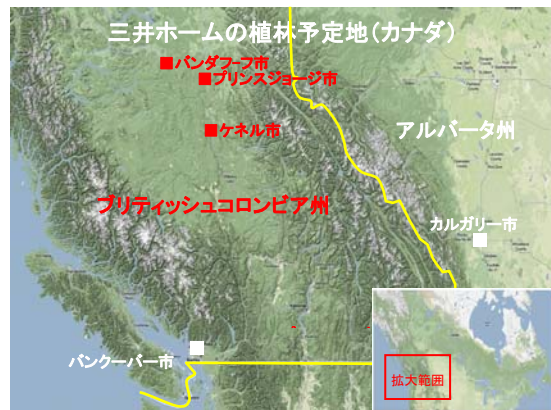 三井ホームの植林予定地(カナダ)
■バンダフーフ市
■プリンスジョージ市
■ケネル市
アルバータ州
ブリティッシュコロンビア州
カルガリー市
バンクーバー市
拡大範囲